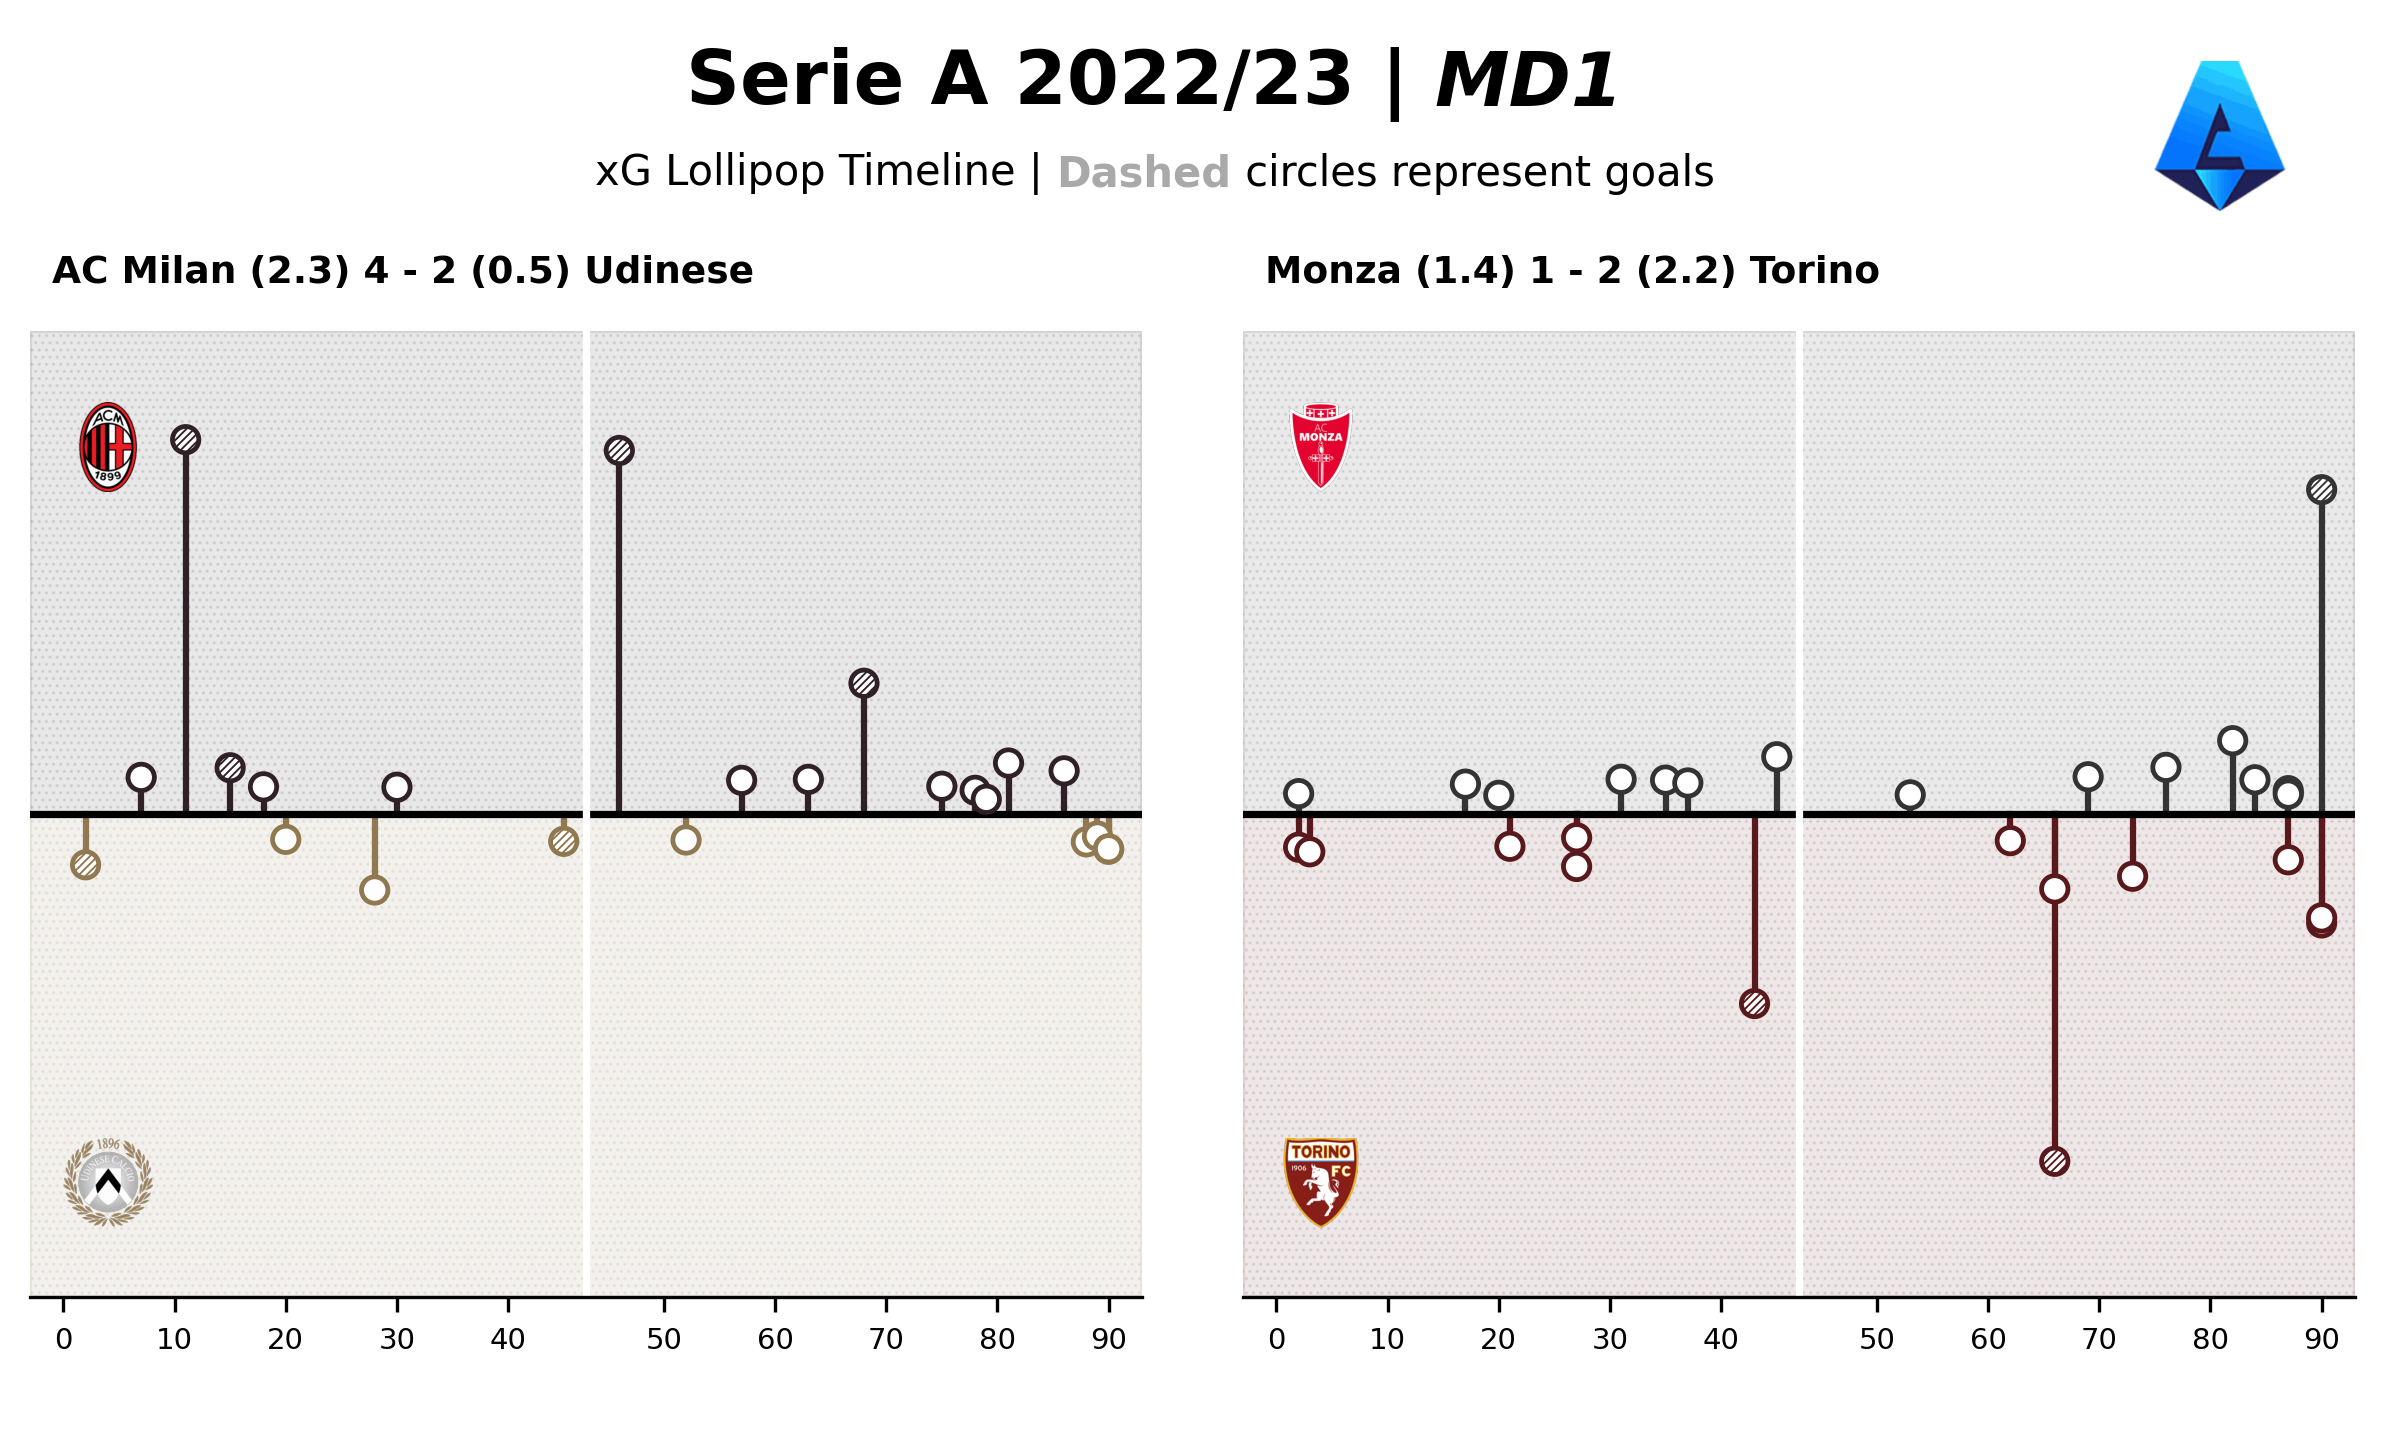 Serie A 2022/23 | MD1
xG Lollipop Timeline | Dashed circles represent goals
AC Milan (2.3) 4 - 2 (0.5) Udinese
Monza (1.4) 1 - 2 (2.2) Torino
ACM
1899
AC
MONZA
1896
UDINESE CALCIO
TORINO
1906 FC
0 10 20 30 40 50 60 70 80 90
0 10 20 30 40 50 60 70 80 90